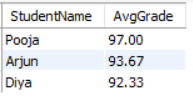 StudentName AvgGrade
Pooja 97.00
Arjun 93.67
Diya 92.33